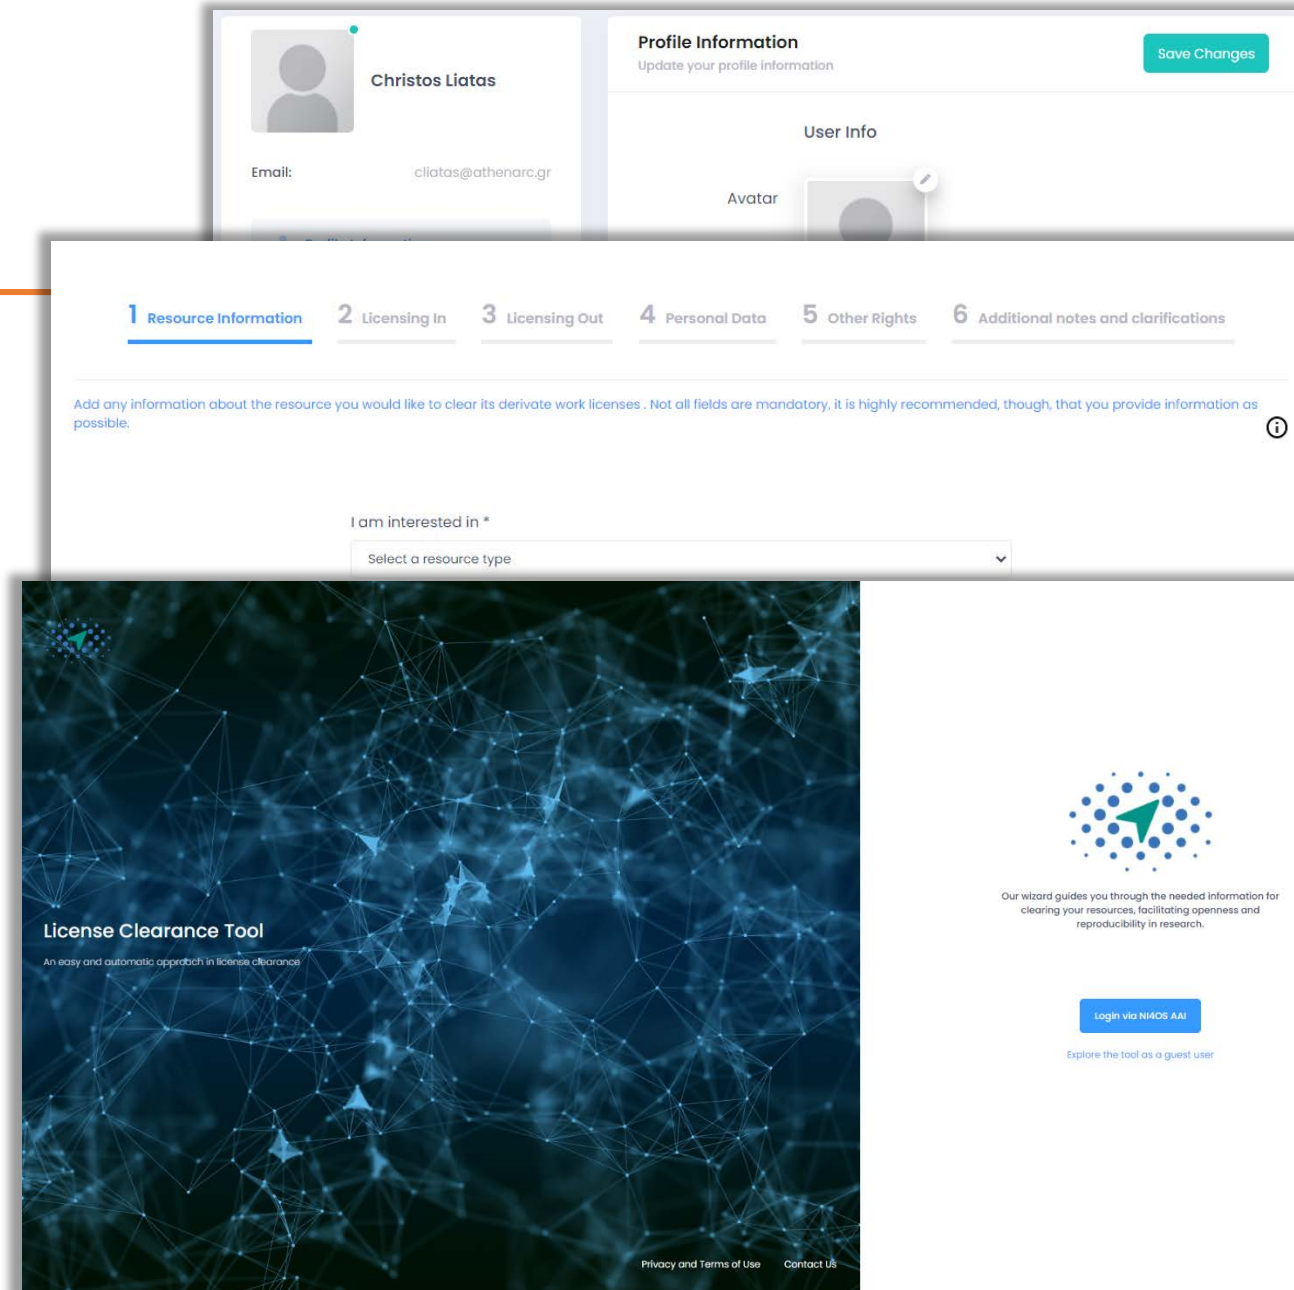 Christos Liatas
Email: cliatas@athenarc.gr
Profile Information
Update your profile information
Save Changes
User Info
Avatar
1 Resource Information 2 Licensing In 3 Licensing Out 4 Personal Data 5 Other Rights 6 Additional notes and clarifications
Add any information about the resource you would like to clear its derivate work licenses . Not all fields are mandatory, it is highly recommended, though, that you provide information as
possible.
I am interested in *
Select a resource type
License Clearance Tool
An easy and automatic approach in license clearance
Privacy and Terms of Use Contact Us
Our wizard guides you through the needed information for
clearing your resources, facilitating openness and
reproducibility in research.
Login via NI4OS AAI
Explore the tool as a guest user